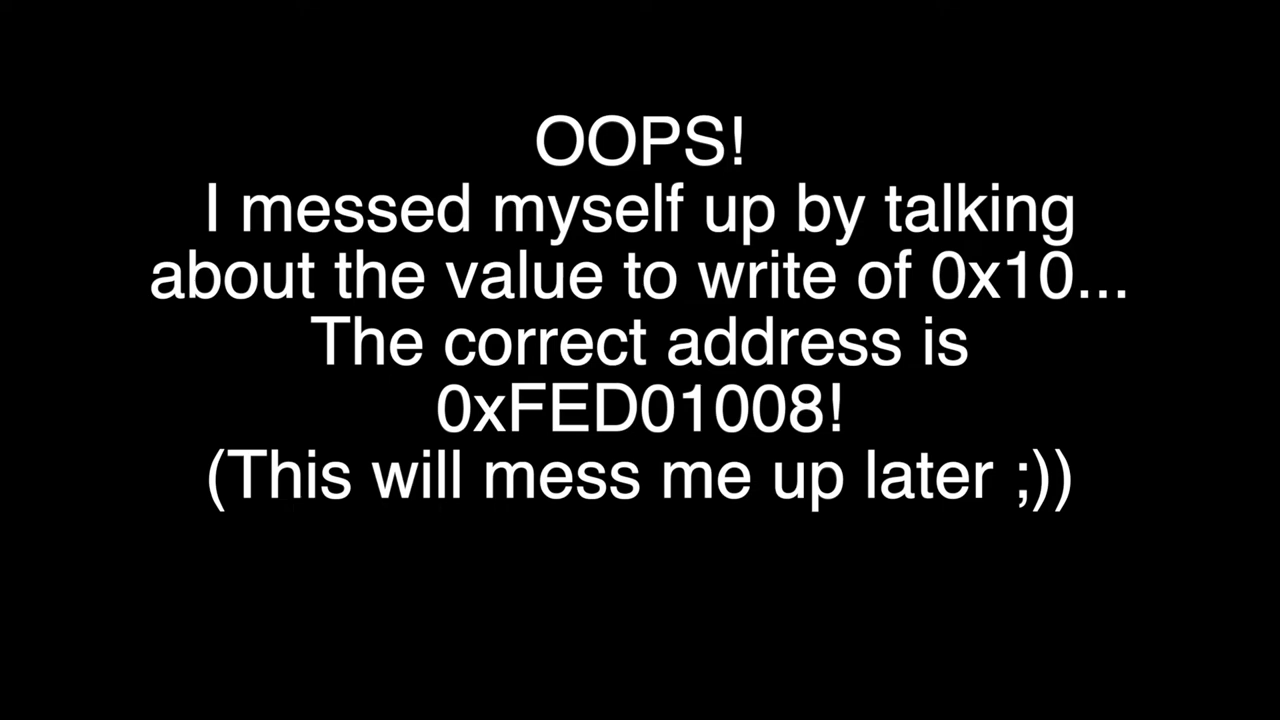 OOPS!
I messed myself up by talking
about the value to write of 0x10...
The correct address is
0xFED01008!
(This will mess me up later ;))